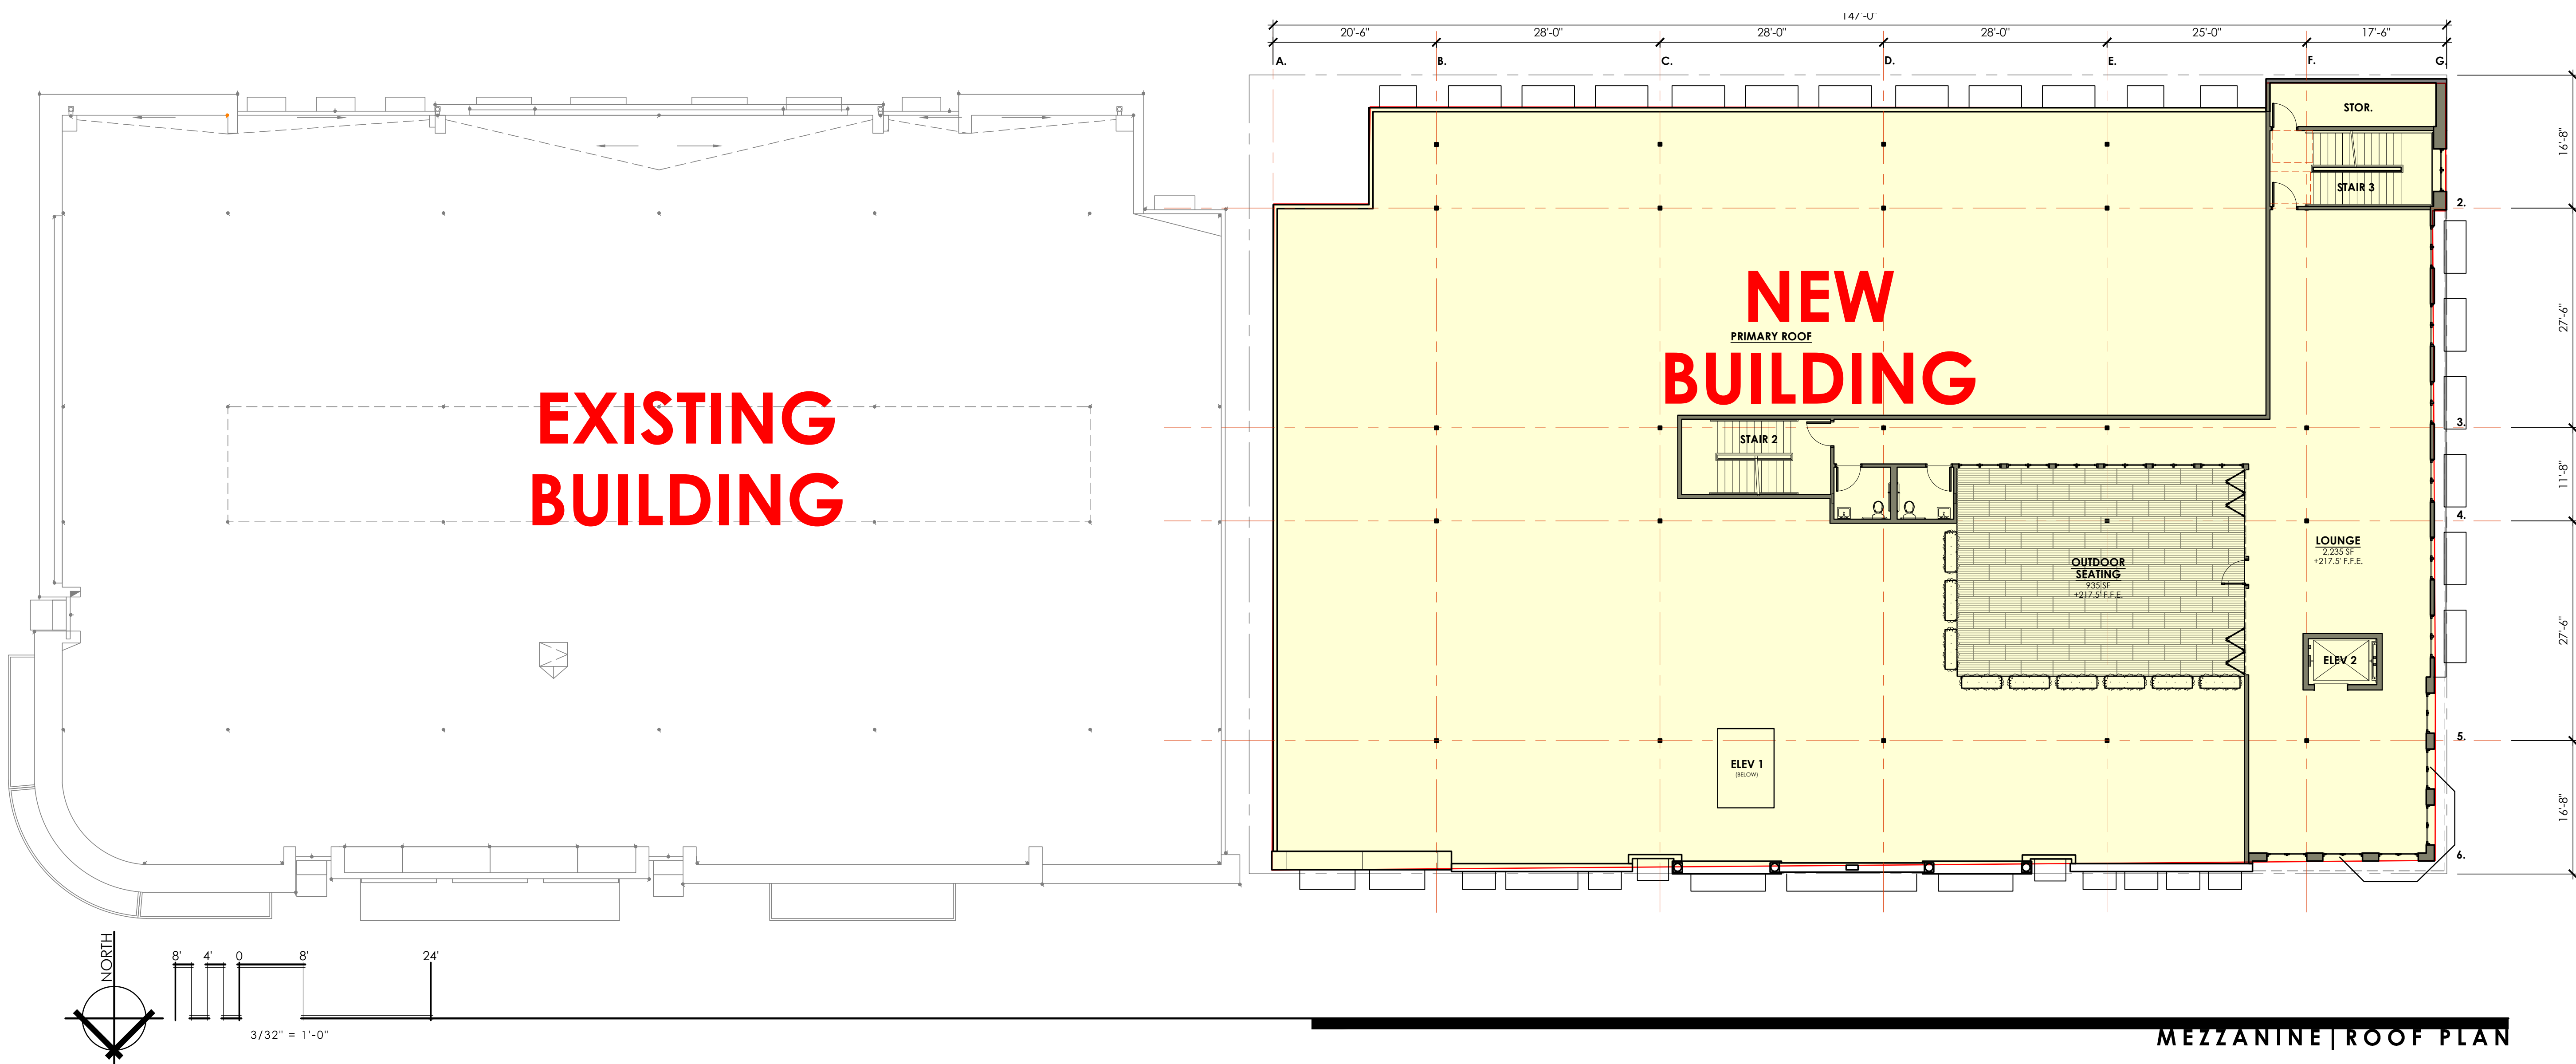 147'-0"
20'-6" 28'-0" 28'-0" 28'-0" 25'-0" 17'-6"
A. B. C. D. E. F. G.
STOR.
16'-8"
STAIR 3
2.
NEW
27'-6"
PRIMARY ROOF
BUILDING
EXISTING
BUILDING
3.
STAIR 2
11'-8"
4.
LOUNGE
2,235 SF
+217.5' F.F.E.
OUTDOOR
SEATING
935 SF
+217.5' F.F.E.
27'-6"
ELEV 2
5.
ELEV 1
(BELOW)
16'-8"
6.
NORTH
8' 4' 0 8' 24'
3/32" = 1'-0"
MEZZANINE|ROOF PLAN